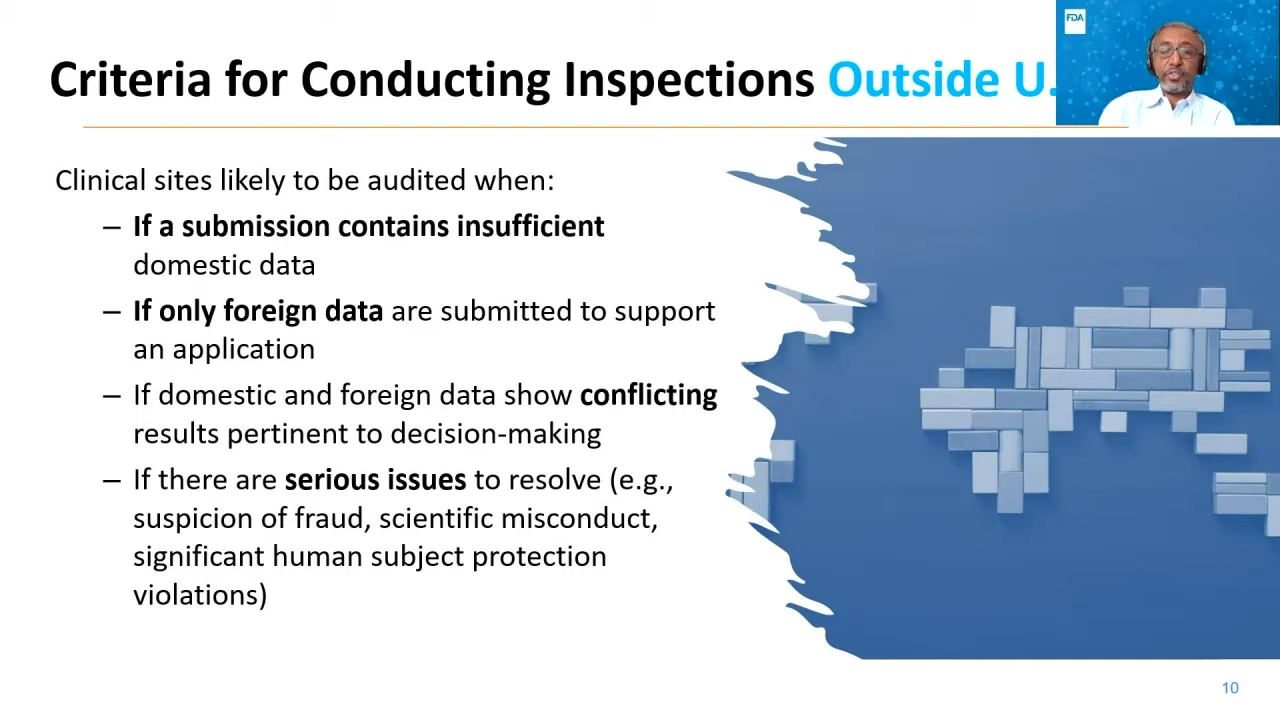 FDA
Criteria for Conducting Inspections Outside U.
Clinical sites likely to be audited when:
– If a submission contains insufficient
domestic data
– If only foreign data are submitted to support
an application
– If domestic and foreign data show conflicting
results pertinent to decision-making
– If there are serious issues to resolve (e.g.,
suspicion of fraud, scientific misconduct,
significant human subject protection
violations)
10